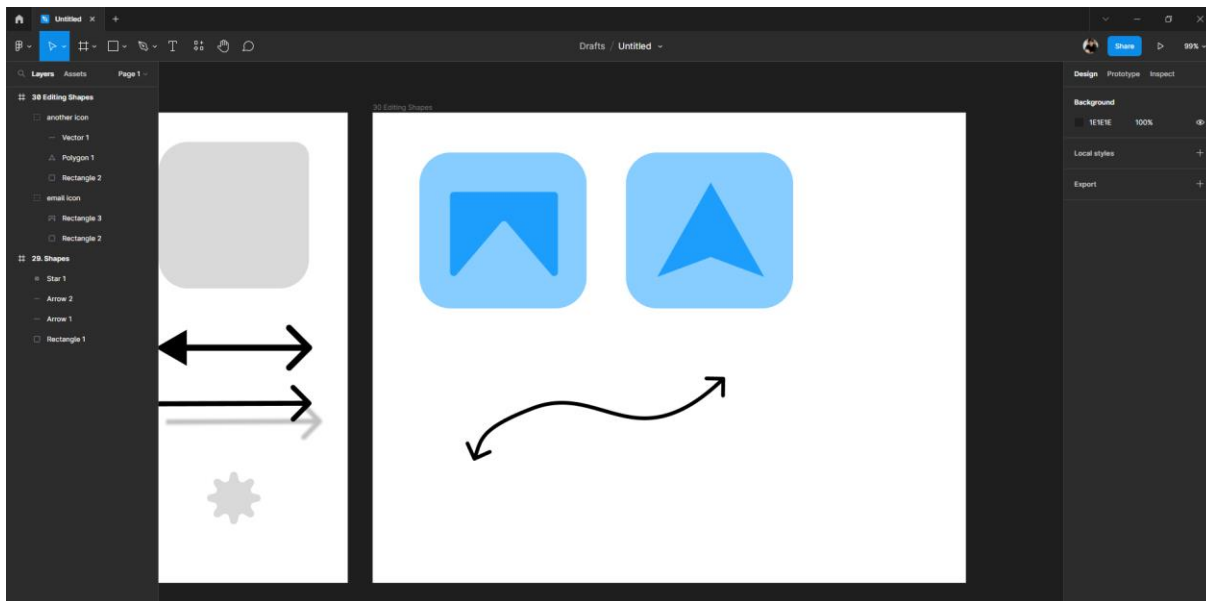 Untitled
Drafts / Untitled
Share
99%
Layers Assets Page 1
Design Prototype Inspect
30 Editing Shapes
another icon
Vector 1
Polygon 1
Rectangle 2
email icon
Rectangle 3
Rectangle 2
29. Shapes
Star 1
Arrow 2
Arrow 1
Rectangle 1
30 Editing Shapes
Background
1E1E1E 100%
Local styles
Export